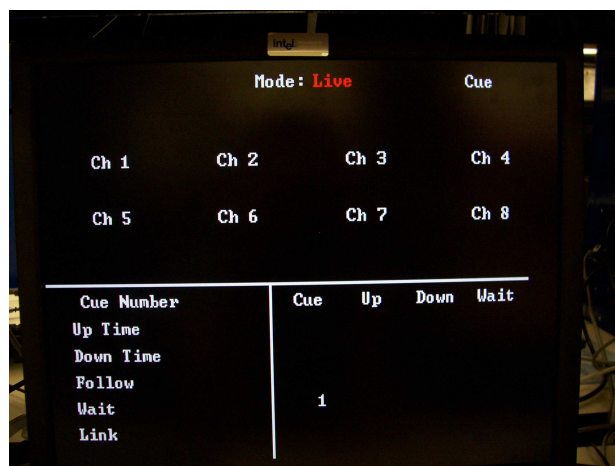 intel
Mode: Live Cue
Ch 1 Ch 2 Ch 3 Ch 4
Ch 5 Ch 6 Ch 7 Ch 8
Cue Number Cue Up Down Wait
Up Time
Down Time
Follow
Wait 1
Link